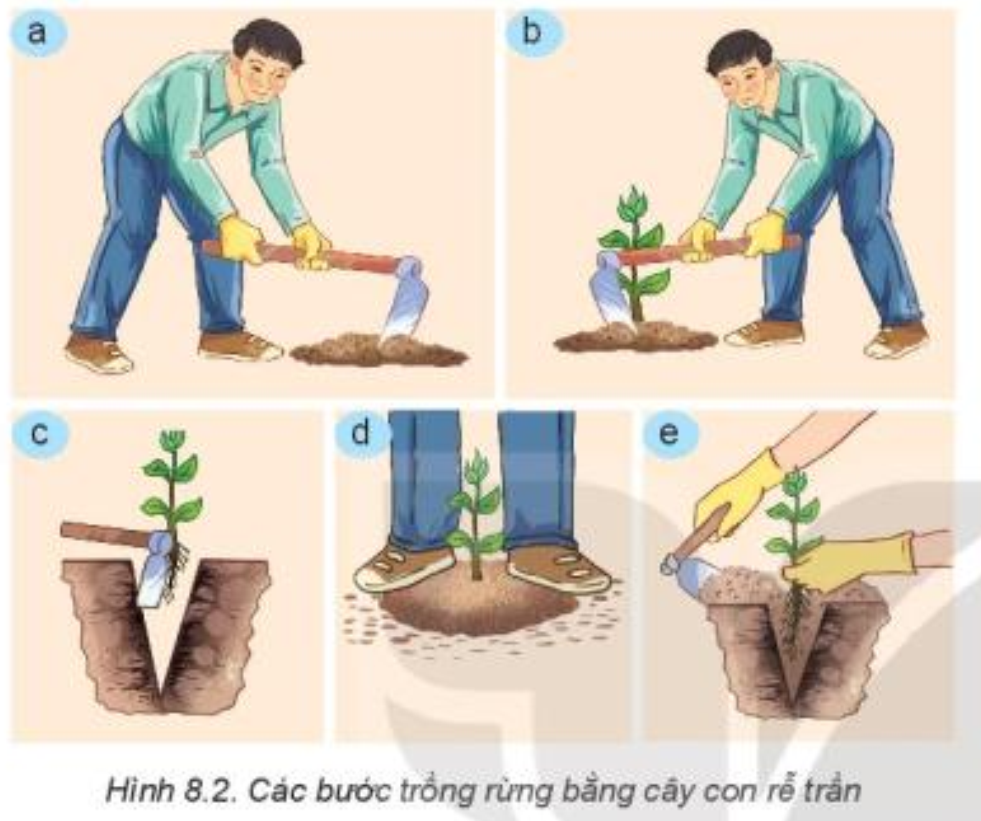 a
b
c
d
e
Hình 8.2. Các bước trồng rừng bằng cây con rễ trần